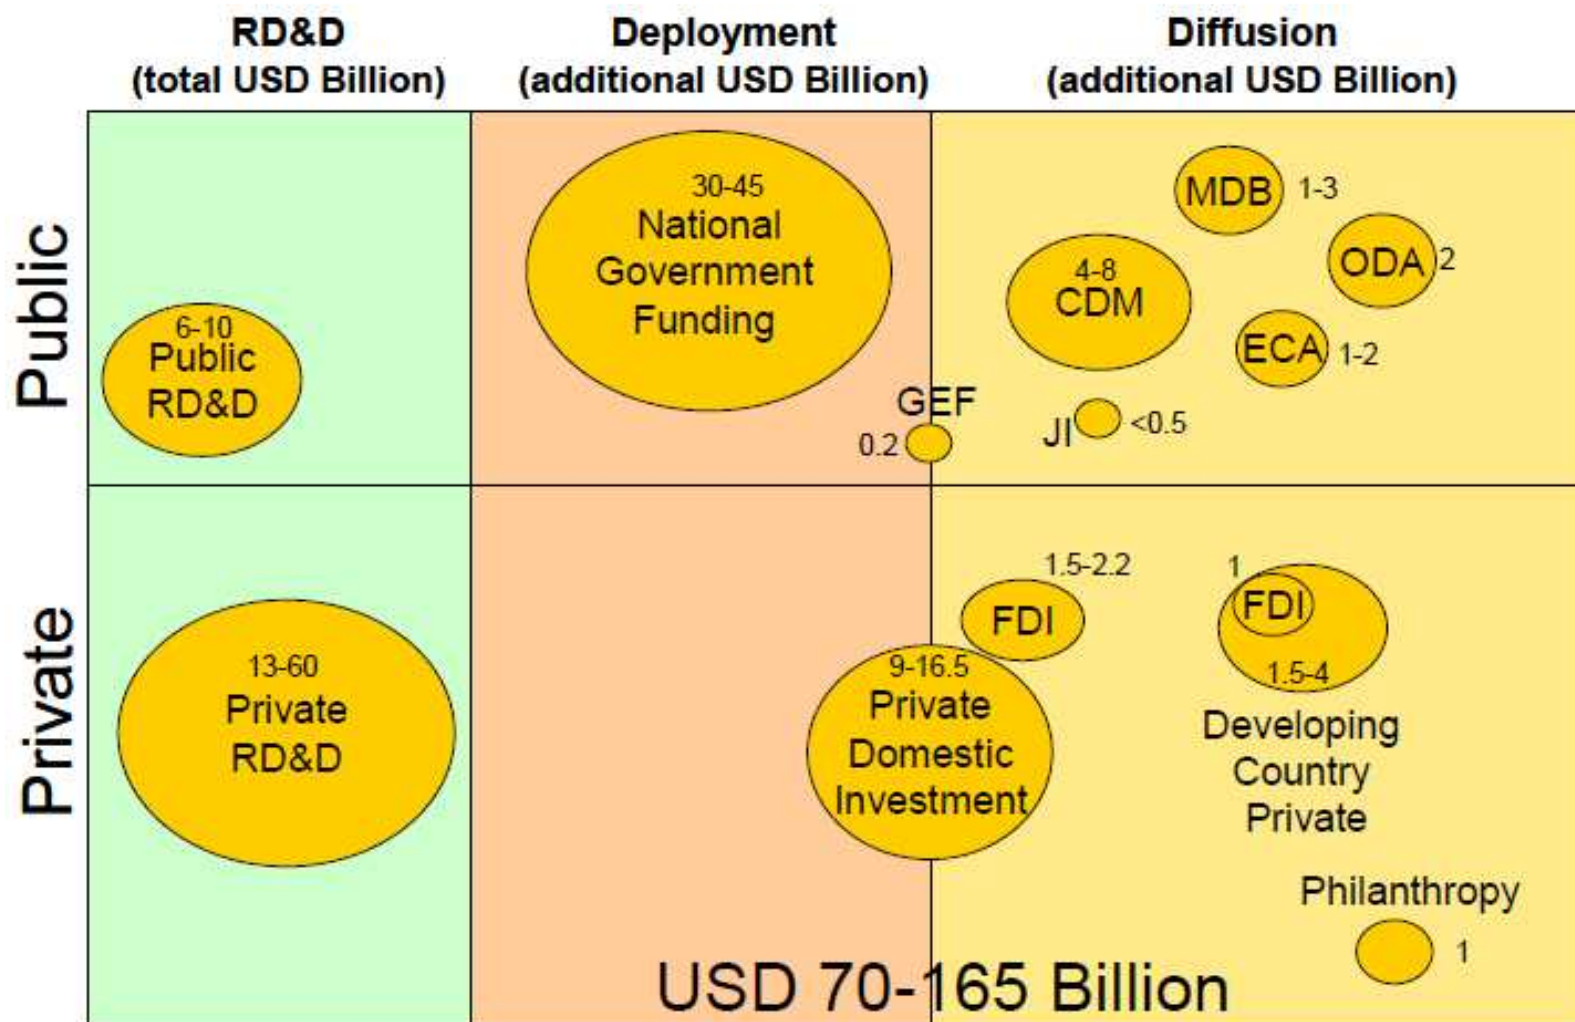 RD&D
(total USD Billion)
Deployment
(additional USD Billion)
Diffusion
(additional USD Billion)
Public
6-10
Public
RD&D
30-45
National
Government
Funding
GEF
0.2
MDB 1-3
ODA 2
4-8
CDM
ECA 1-2
JI <0.5
Private
13-60
Private
RD&D
9-16.5
Private
Domestic
Investment
1.5-2.2
FDI
1
FDI
1.5-4
Developing
Country
Private
Philanthropy
1
USD 70-165 Billion